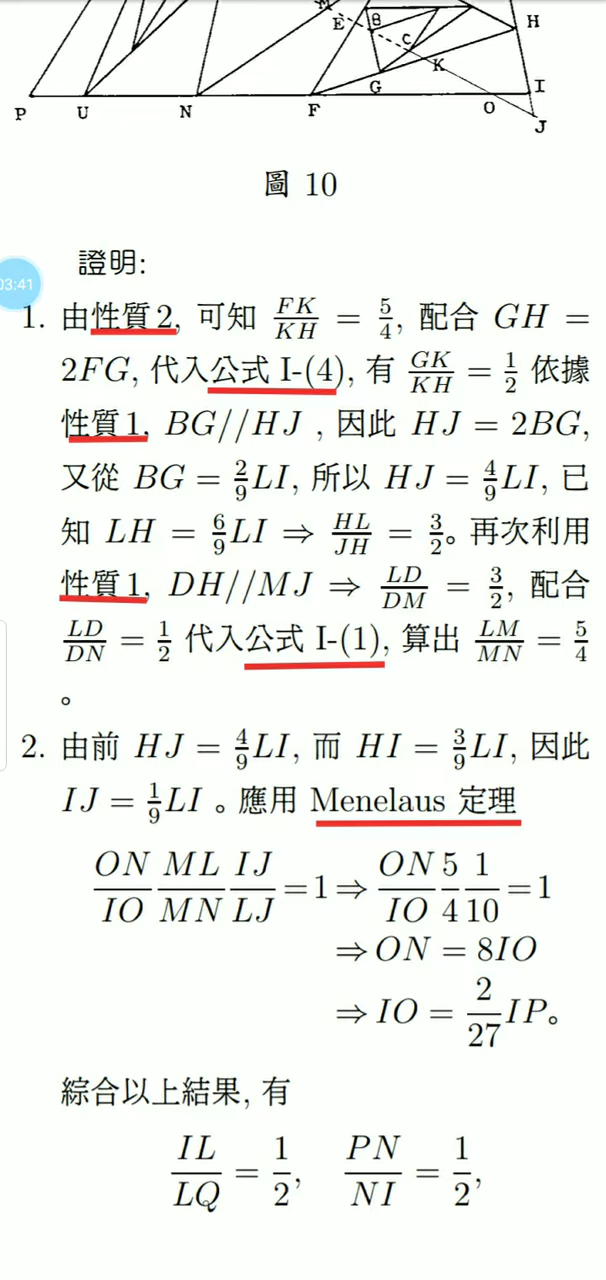 M E B C H
K
G I
P U N F O J
圖 10
證明:
03:41
1. 由性質 2, 可知 FK/KH = 5/4, 配合 GH =
2FG, 代入公式 I-(4), 有 GK/KH = 1/2 依據
性質 1, BG//HJ , 因此 HJ = 2BG,
又從 BG = 2/9 LI, 所以 HJ = 4/9 LI, 已
知 LH = 6/9 LI ⇒ HL/JH = 3/2。再次利用
性質 1, DH//MJ ⇒ LD/DM = 3/2, 配合
LD/DN = 1/2 代入公式 I-(1), 算出 LM/MN = 5/4
。
2. 由前 HJ = 4/9 LI, 而 HI = 3/9 LI, 因此
IJ = 1/9 LI 。應用 Menelaus 定理
ON/IO ML/MN IJ/LJ = 1 ⇒ ON/IO 5/4 1/10 = 1
⇒ ON = 8IO
⇒ IO = 2/27 IP。
綜合以上結果, 有
IL/LQ = 1/2, PN/NI = 1/2,